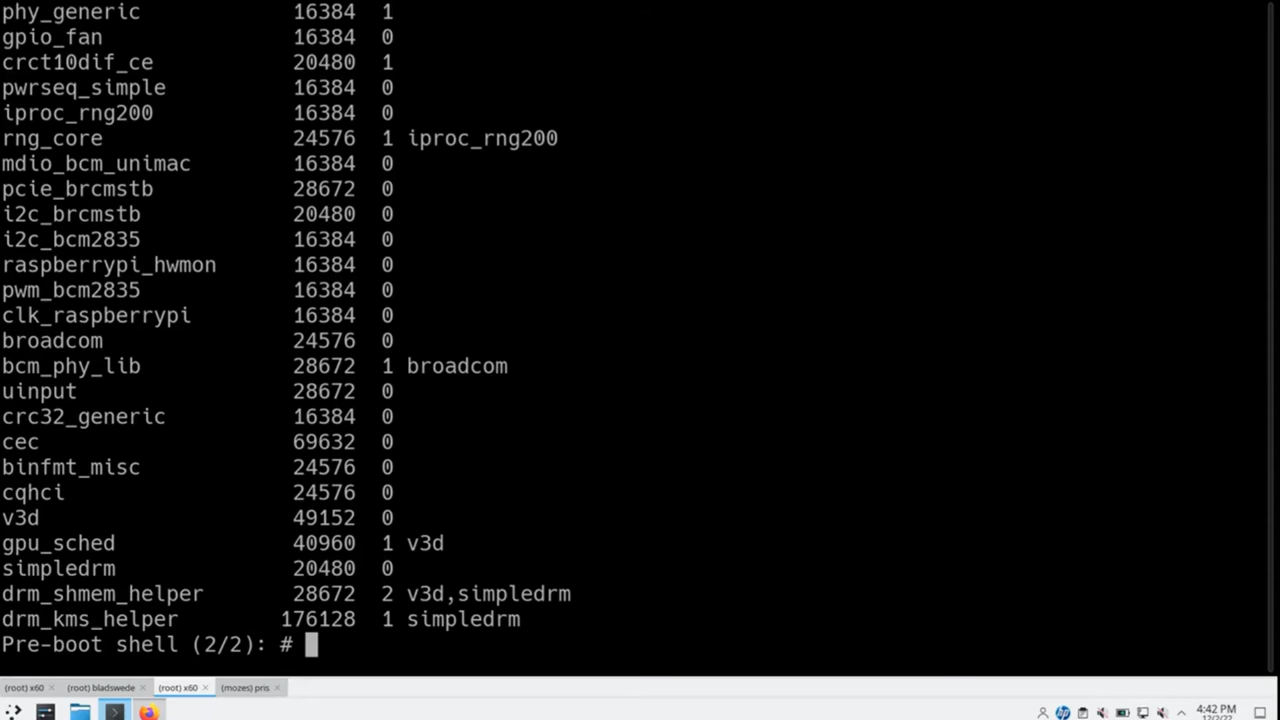 phy_generic 16384 1
gpio_fan 16384 0
crct10dif_ce 20480 1
pwrseq_simple 16384 0
iproc_rng200 16384 0
rng_core 24576 1 iproc_rng200
mdio_bcm_unimac 16384 0
pcie_brcmstb 28672 0
i2c_brcmstb 20480 0
i2c_bcm2835 16384 0
raspberrypi_hwmon 16384 0
pwm_bcm2835 16384 0
clk_raspberrypi 16384 0
broadcom 24576 0
bcm_phy_lib 28672 1 broadcom
uinput 28672 0
crc32_generic 16384 0
cec 69632 0
binfmt_misc 24576 0
cqhci 24576 0
v3d 49152 0
gpu_sched 40960 1 v3d
simpledrm 20480 0
drm_shmem_helper 28672 2 v3d,simpledrm
drm_kms_helper 176128 1 simpledrm
Pre-boot shell (2/2): #
(root) x60 (root) bladswede (root) x60 (mozes) pris
4:42 PM
12/2/22